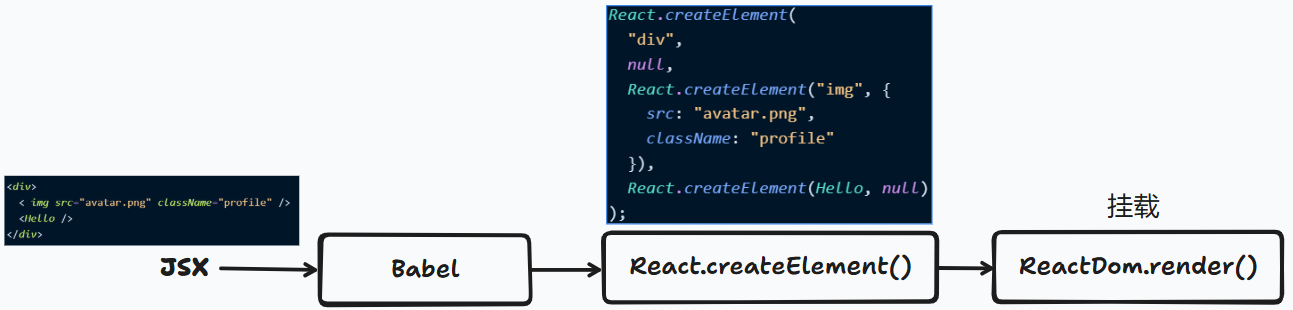 React.createElement(
"div",
null,
React.createElement("img", {
src: "avatar.png",
className: "profile"
}),
React.createElement(Hello, null)
);
<div>
< img src="avatar.png" className="profile" />
<Hello />
</div>
挂载
JSX
Babel
React.createElement()
ReactDom.render()